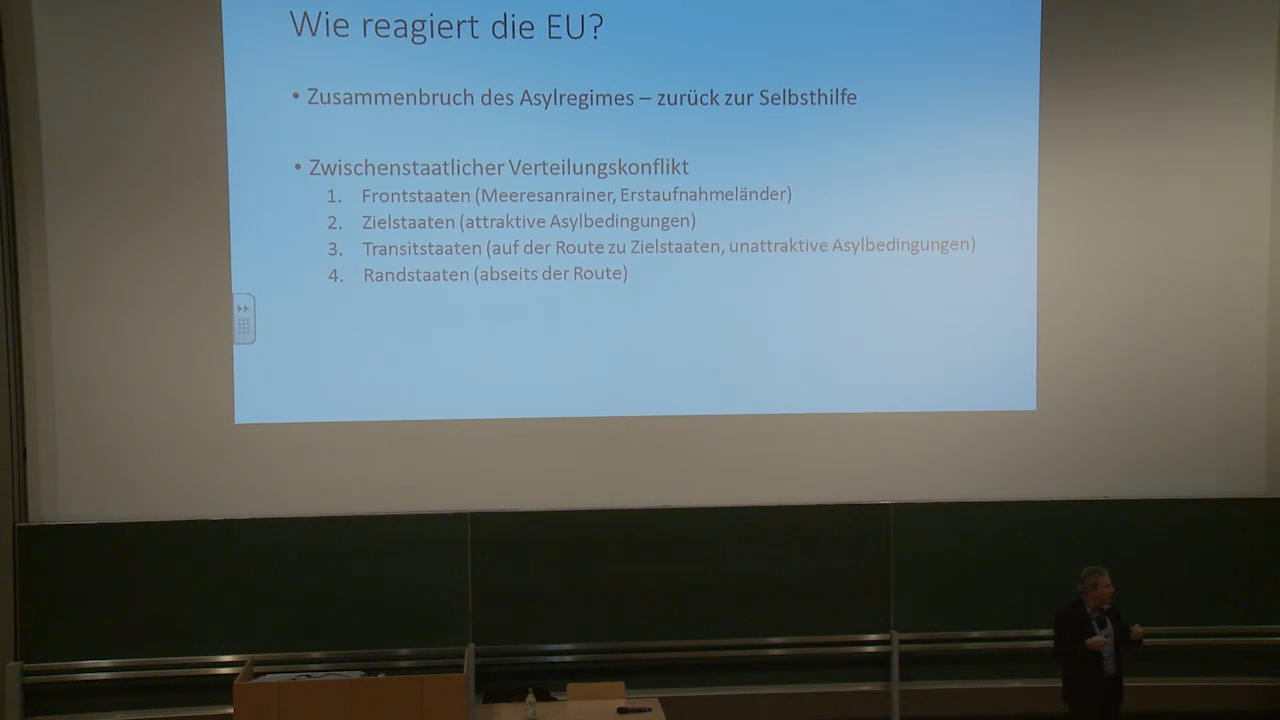 Wie reagiert die EU?
• Zusammenbruch des Asylregimes – zurück zur Selbsthilfe
• Zwischenstaatlicher Verteilungskonflikt
1. Frontstaaten (Meeresanrainer, Erstaufnahmeländer)
2. Zielstaaten (attraktive Asylbedingungen)
3. Transitstaaten (auf der Route zu Zielstaaten, unattraktive Asylbedingungen)
4. Randstaaten (abseits der Route)